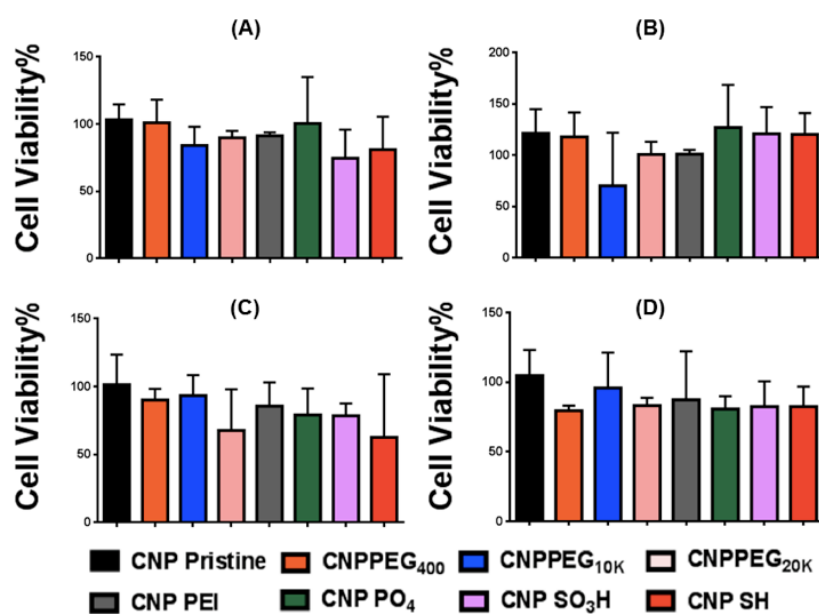 (A)
Cell Viability%
150
100
50
0
(B)
Cell Viability%
200
150
100
50
0
(C)
Cell Viability%
150
100
50
0
(D)
Cell Viability%
150
100
50
0
CNP Pristine CNPPEG400 CNPPEG10K CNPPEG20K
CNP PEI CNP PO4 CNP SO3H CNP SH